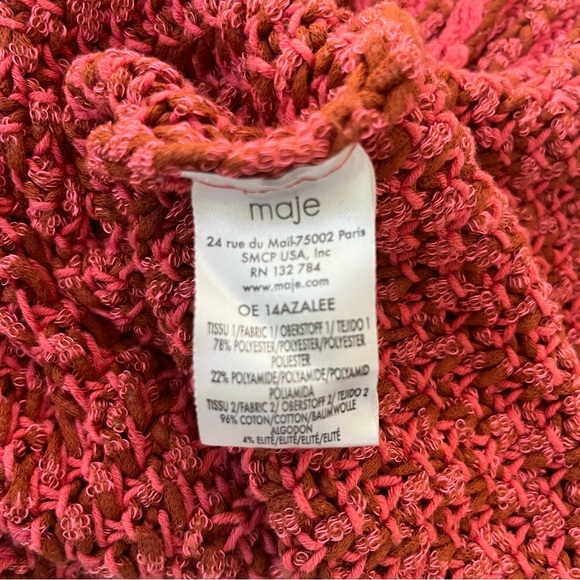 maje
24 rue du Mail-75002 Paris
SMCP USA, Inc
RN 132 784
www.maje.com
OE 14AZALEE
TISSU 1/FABRIC 1/ OBERSTOFF 1/ TEJIDO 1
78% POLYESTER/POLYESTER/POLYESTER
POLIESTER
22% POLYAMIDE/POLYAMIDE/POLYAMID
POLIAMIDA
TISSU 2/FABRIC 2/ OBERSTOFF 2/ TEJIDO 2
96% COTON/COTTON/BAUMWOLLE
ALGODON
4% ELITE/ELITE/ELITE/ELITE